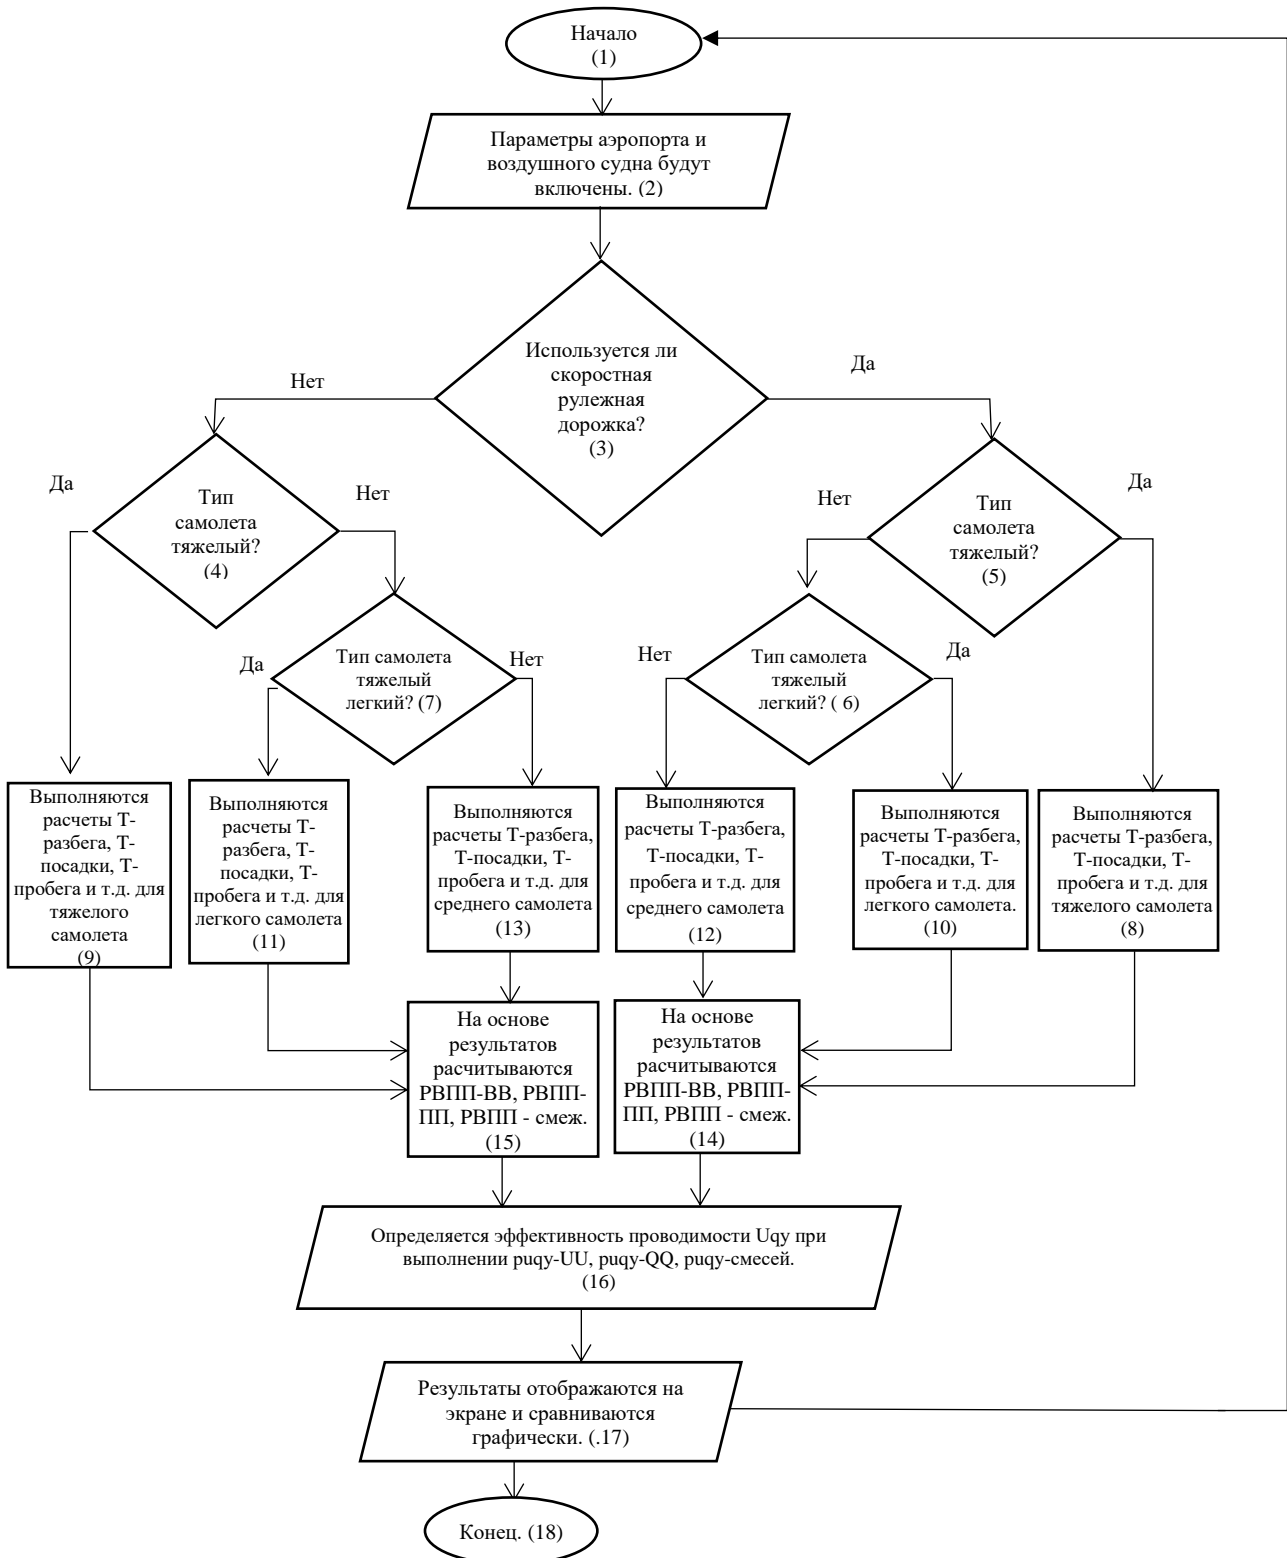 Начало
(1)
Параметры аэропорта и
воздушного судна будут
включены. (2)
Используется ли
скоростная
рулежная
дорожка?
(3)
Нет
Да
Да
Тип
самолета
тяжелый?
(4)
Нет
Нет
Тип
самолета
тяжелый?
(5)
Да
Да
Тип самолета
тяжелый
легкий? (7)
Нет
Нет
Тип самолета
тяжелый
легкий? ( 6)
Да
Выполняются
расчеты Т-
разбега, Т-
посадки, Т-
пробега и т.д. для
тяжелого
самолета
(9)
Выполняются
расчеты Т-
разбега, Т-
посадки, Т-
пробега и т.д. для
легкого самолета
(11)
Выполняются
расчеты Т-разбега,
Т-посадки, Т-
пробега и т.д. для
среднего самолета
(13)
Выполняются
расчеты Т-разбега,
Т-посадки, Т-
пробега и т.д. для
среднего самолета
(12)
Выполняются
расчеты Т-разбега,
Т-посадки, Т-
пробега и т.д. для
легкого самолета.
(10)
Выполняются
расчеты Т-разбега,
Т-посадки, Т-
пробега и т.д. для
тяжелого самолета
(8)
На основе
результатов
расчитываются
РВПП-ВВ, РВПП-
ПП, РВПП - смеж.
(15)
На основе
результатов
расчитываются
РВПП-ВВ, РВПП-
ПП, РВПП - смеж.
(14)
Определяется эффективность проводимости Uqy при
выполнении puqy-UU, puqy-QQ, puqy-смесей.
(16)
Результаты отображаются на
экране и сравниваются
графически. (.17)
Конец. (18)